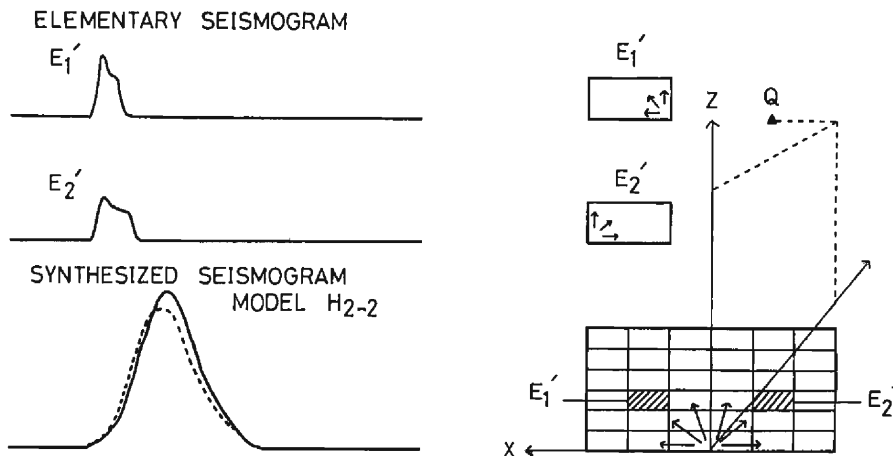 ELEMENTARY SEISMOGRAM
E₁′
E₂′
SYNTHESIZED SEISMOGRAM
MODEL H₂₋₂
E₁′
Z
Q
E₂′
E₁′
E₂′
X